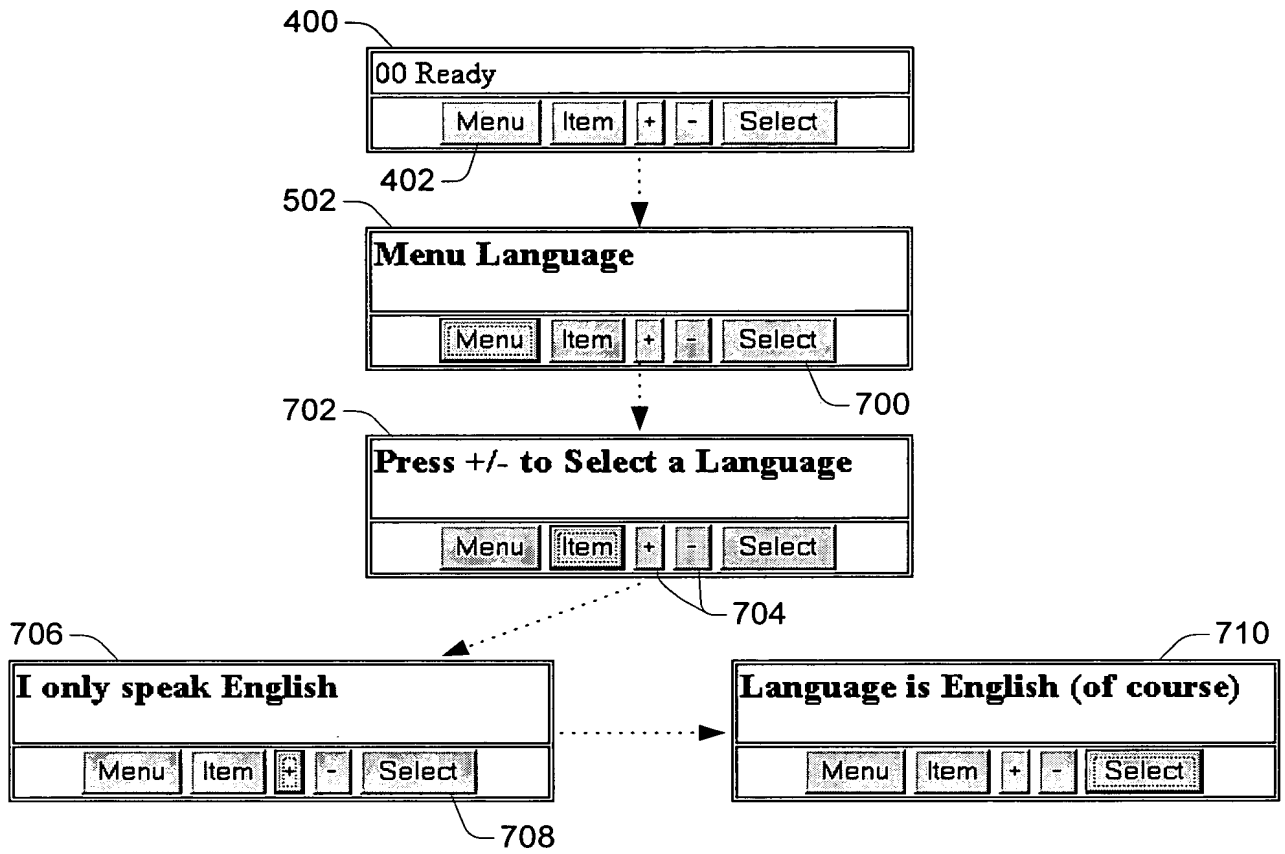 400
00 Ready
Menu Item + - Select
402
502
Menu Language
Menu Item + - Select
700
702
Press +/- to Select a Language
Menu Item + - Select
704
706
I only speak English
Menu Item + - Select
708
710
Language is English (of course)
Menu Item + - Select